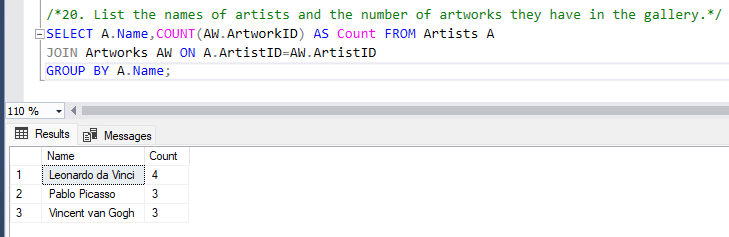 /*20. List the names of artists and the number of artworks they have in the gallery.*/
SELECT A.Name,COUNT(AW.ArtworkID) AS Count FROM Artists A
JOIN Artworks AW ON A.ArtistID=AW.ArtistID
GROUP BY A.Name;
110 %
Results Messages
Name Count
1 Leonardo da Vinci 4
2 Pablo Picasso 3
3 Vincent van Gogh 3